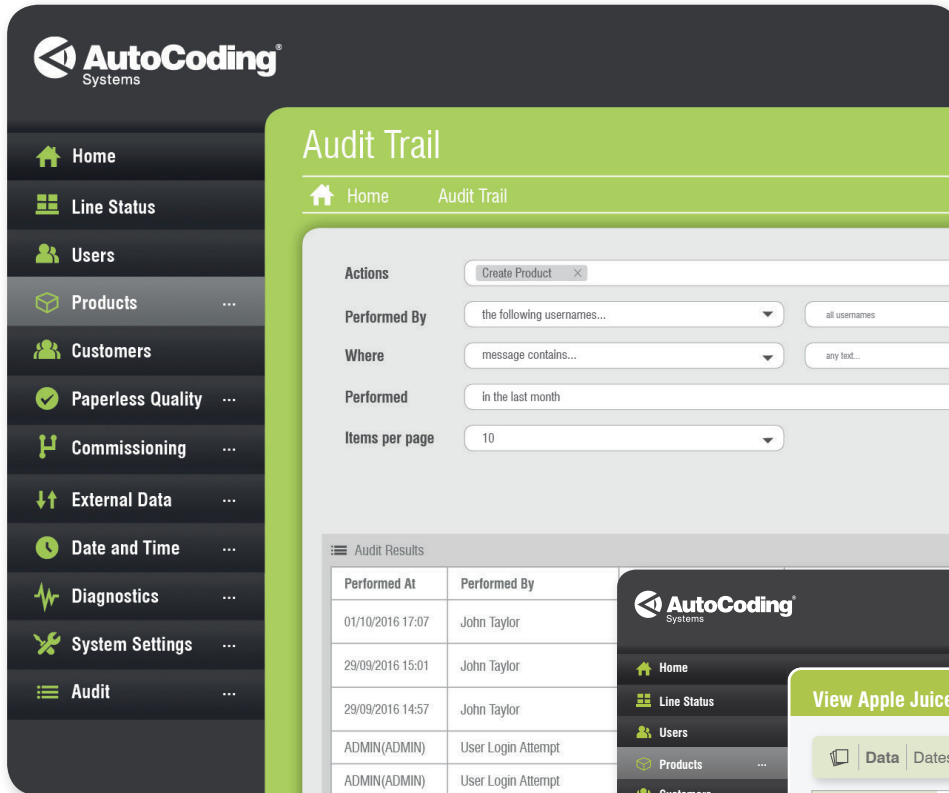 AutoCoding®
Systems
Audit Trail
Home Audit Trail
Home
Line Status
Users
Products ...
Customers
Paperless Quality ...
Commissioning ...
External Data ...
Date and Time ...
Diagnostics ...
System Settings ...
Audit ...
Actions Create Product ×
Performed By the following usernames... all usernames
Where message contains... any text...
Performed in the last month
Items per page 10
Audit Results
Performed At Performed By
01/10/2016 17:07 John Taylor
29/09/2016 15:01 John Taylor
29/09/2016 14:57 John Taylor
ADMIN(ADMIN) User Login Attempt
ADMIN(ADMIN) User Login Attempt
AutoCoding®
Systems
Home
Line Status
Users
Products ...
Customers
View Apple Juice
Data Dates